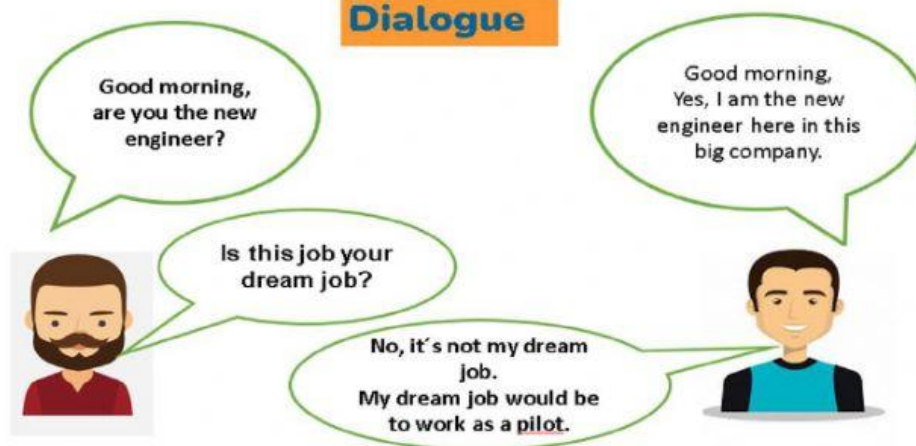 Dialogue
Good morning,
are you the new
engineer?
Good morning,
Yes, I am the new
engineer here in this
big company.
Is this job your
dream job?
No, it´s not my dream
job.
My dream job would be
to work as a pilot.